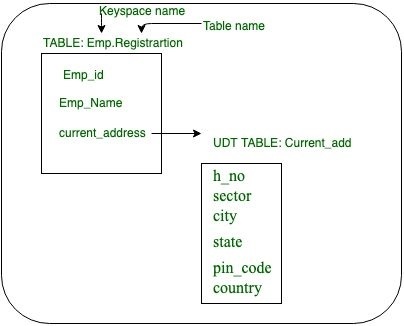 Keyspace name
Table name
TABLE: Emp.Registrartion
Emp_id
Emp_Name
current_address
UDT TABLE: Current_add
h_no
sector
city
state
pin_code
country